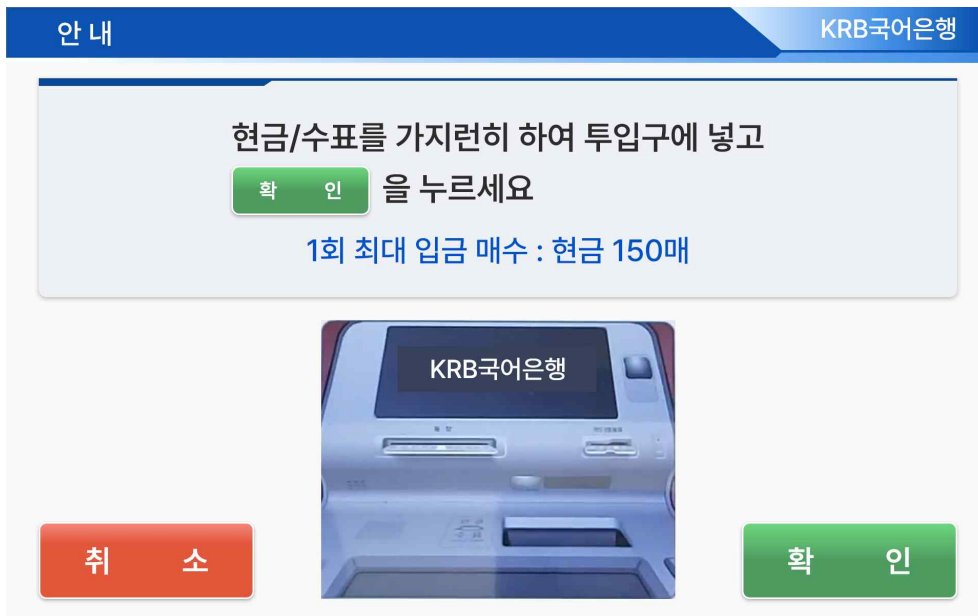 안 내
KRB국어은행
현금/수표를 가지런히 하여 투입구에 넣고
확 인 을 누르세요
1회 최대 입금 매수 : 현금 150매
KRB국어은행
통 장
취 소
확 인